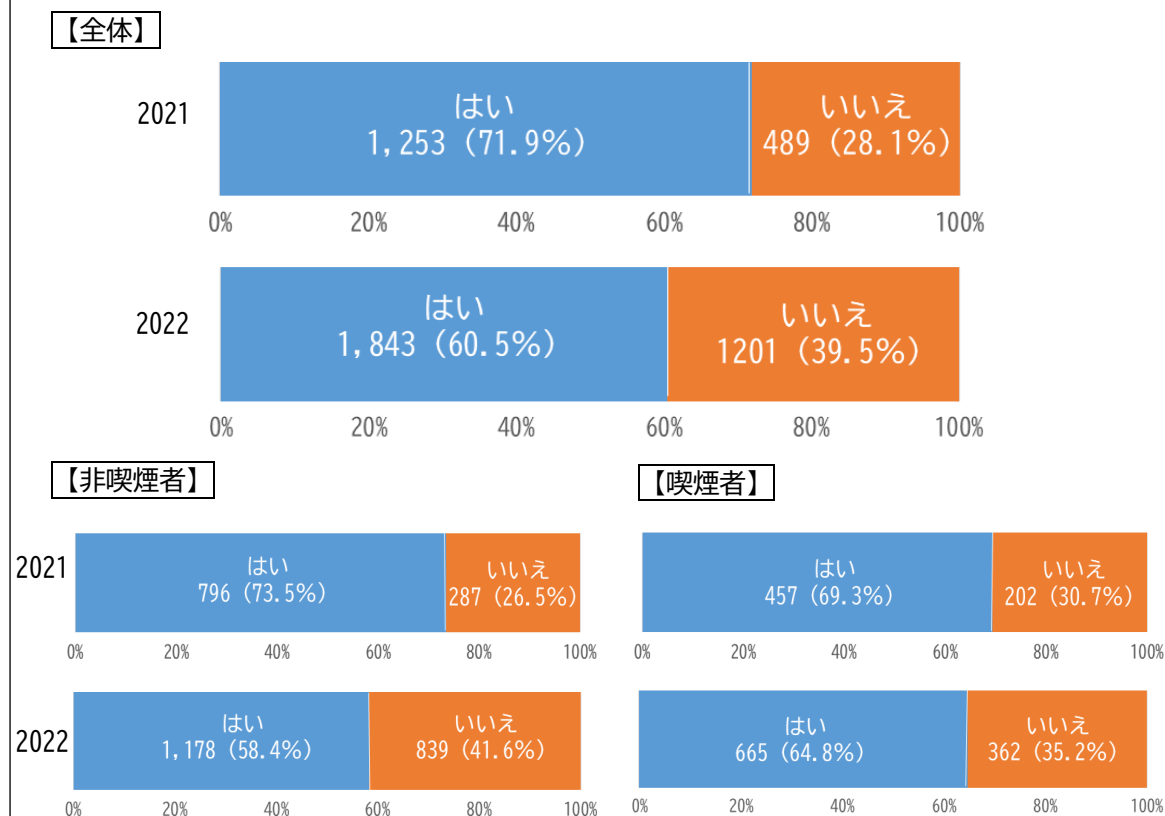 【全体】
2021
はい
1,253 (71.9%)
いいえ
489 (28.1%)
0% 20% 40% 60% 80% 100%
2022
はい
1,843 (60.5%)
いいえ
1201 (39.5%)
0% 20% 40% 60% 80% 100%
【非喫煙者】
2021
はい
796 (73.5%)
いいえ
287 (26.5%)
0% 20% 40% 60% 80% 100%
2022
はい
1,178 (58.4%)
いいえ
839 (41.6%)
0% 20% 40% 60% 80% 100%
【喫煙者】
はい
457 (69.3%)
いいえ
202 (30.7%)
0% 20% 40% 60% 80% 100%
はい
665 (64.8%)
いいえ
362 (35.2%)
0% 20% 40% 60% 80% 100%